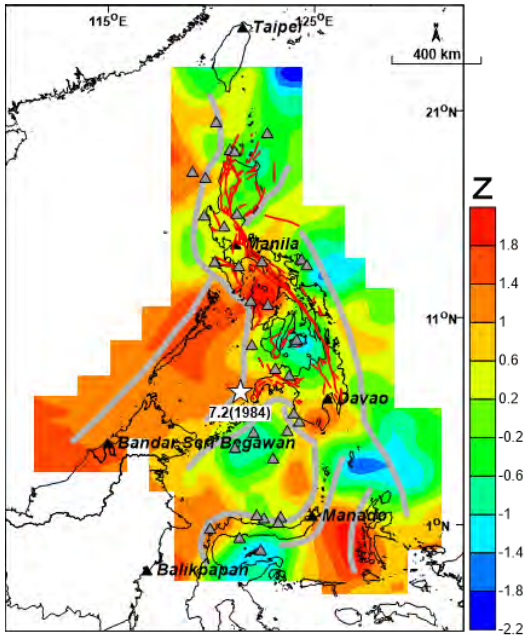 115°E
125°E
Taipei
N
400 km
21°N
Z
Manila
1.8
1.4
1
11°N
0.6
0.2
-0.2
7.2(1984)
Davao
-0.6
Bandar Seri Begawan
-1
Manado
1°N
-1.4
Balikpapan
-1.8
-2.2